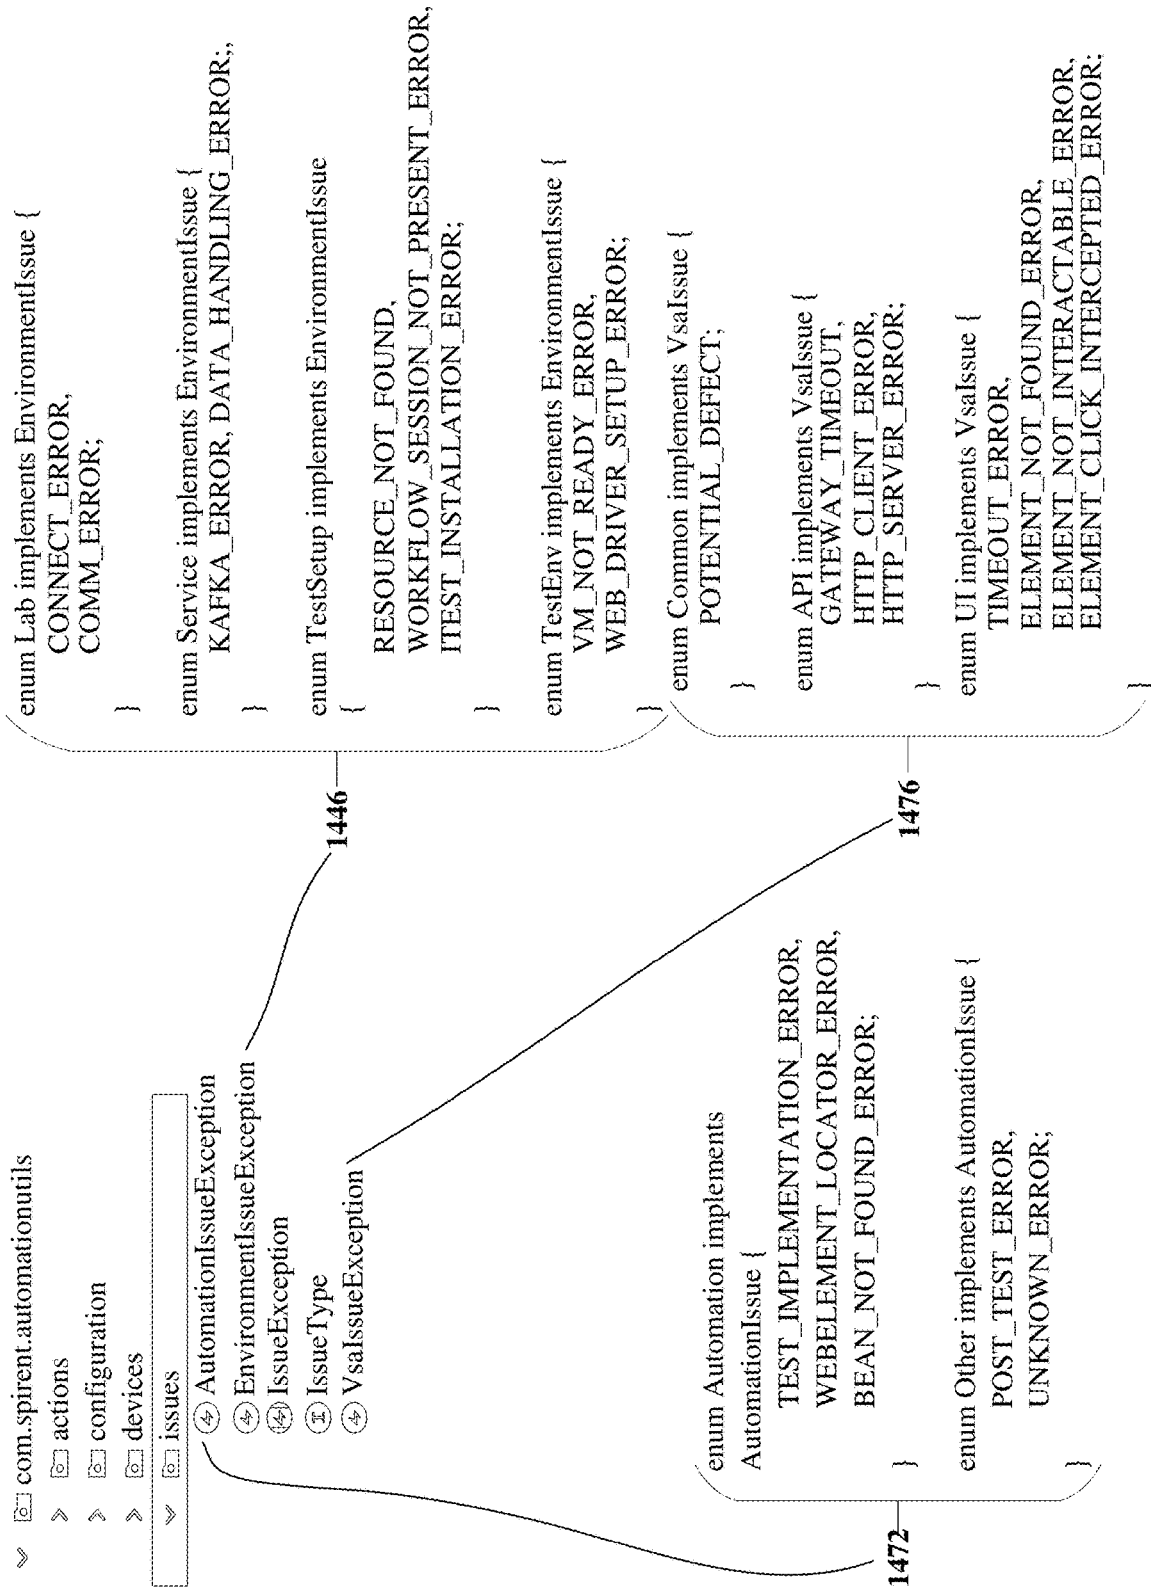 com.spirent.automationutils
actions
configuration
devices
issues
AutomationIssueException
EnvironmentIssueException
IssueException
IssueType
VsaIssueException
1446
enum Lab implements EnvironmentIssue {
CONNECT_ERROR,
COMM_ERROR;
}
enum Service implements EnvironmentIssue {
KAFKA_ERROR, DATA_HANDLING_ERROR;,
}
enum TestSetup implements EnvironmentIssue
{
RESOURCE_NOT_FOUND,
WORKFLOW_SESSION_NOT_PRESENT_ERROR,
ITEST_INSTALLATION_ERROR;
}
enum TestEnv implements EnvironmentIssue {
VM_NOT_READY_ERROR,
WEB_DRIVER_SETUP_ERROR;
}
1472
enum Automation implements
AutomationIssue {
TEST_IMPLEMENTATION_ERROR,
WEBELEMENT_LOCATOR_ERROR,
BEAN_NOT_FOUND_ERROR;
}
enum Other implements AutomationIssue {
POST_TEST_ERROR,
UNKNOWN_ERROR;
}
1476
enum Common implements VsaIssue {
POTENTIAL_DEFECT;
}
enum API implements VsaIssue {
GATEWAY_TIMEOUT,
HTTP_CLIENT_ERROR,
HTTP_SERVER_ERROR;
}
enum UI implements VsaIssue {
TIMEOUT_ERROR,
ELEMENT_NOT_FOUND_ERROR,
ELEMENT_NOT_INTERACTABLE_ERROR,
ELEMENT_CLICK_INTERCEPTED_ERROR;
}